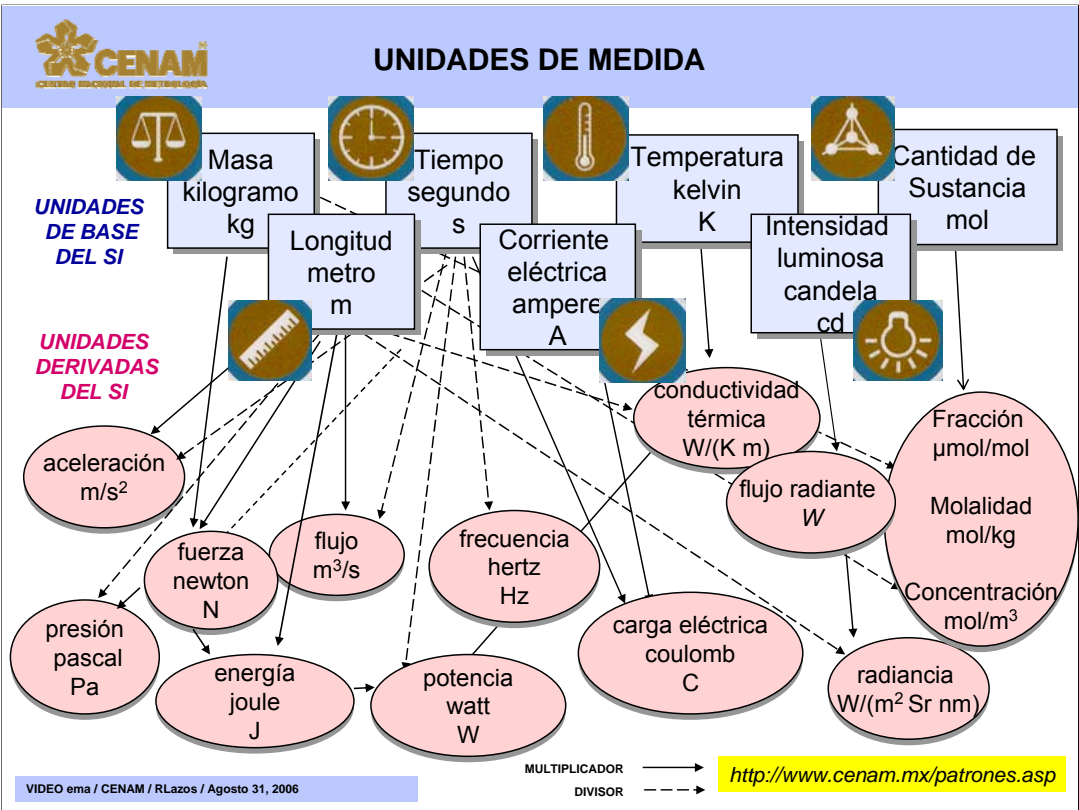 CENAM
CENTRO NACIONAL DE METROLOGÍA
UNIDADES DE MEDIDA
UNIDADES
DE BASE
DEL SI
Masa
kilogramo
kg
Longitud
metro
m
Tiempo
segundo
s
Corriente
eléctrica
ampere
A
Temperatura
kelvin
K
Intensidad
luminosa
candela
cd
Cantidad de
Sustancia
mol
UNIDADES
DERIVADAS
DEL SI
aceleración
m/s²
presión
pascal
Pa
fuerza
newton
N
energía
joule
J
flujo
m³/s
potencia
watt
W
frecuencia
hertz
Hz
carga eléctrica
coulomb
C
conductividad
térmica
W/(K m)
flujo radiante
W
radiancia
W/(m² Sr nm)
Fracción
µmol/mol
Molalidad
mol/kg
Concentración
mol/m³
MULTIPLICADOR
DIVISOR
http://www.cenam.mx/patrones.asp
VIDEO ema / CENAM / RLazos / Agosto 31, 2006